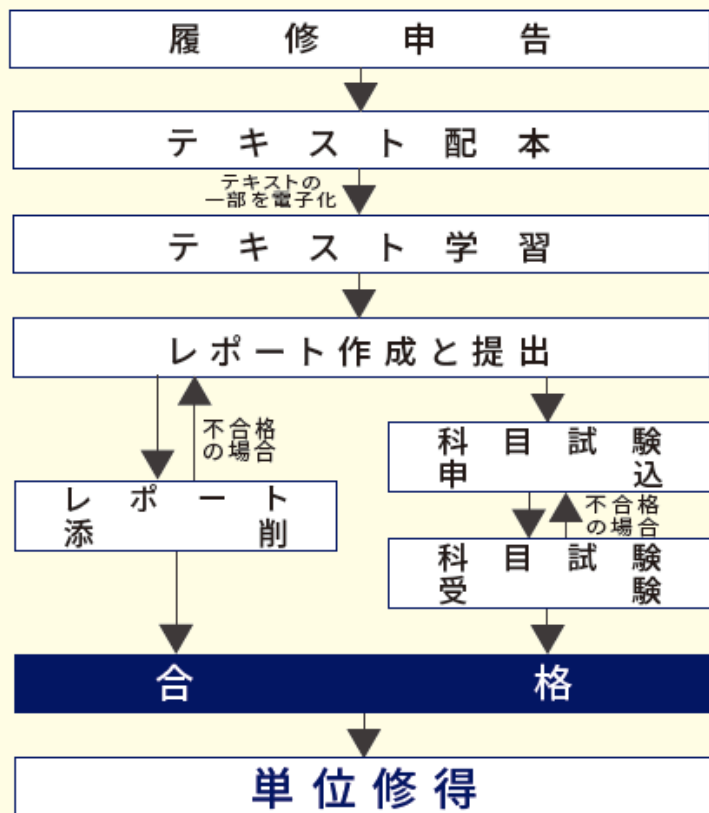 履修申告
テキスト配本
テキストの
一部を電子化
テキスト学習
レポート作成と提出
不合格
の場合
レポート
添削
科目試験
申込
不合格
の場合
科目試験
受験
合格
単位修得